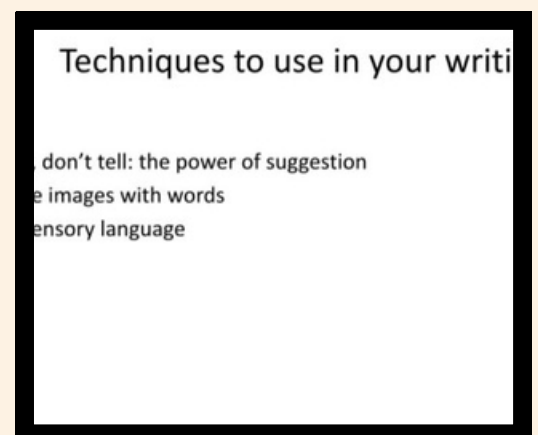 Techniques to use in your writi
, don't tell: the power of suggestion
e images with words
ensory language